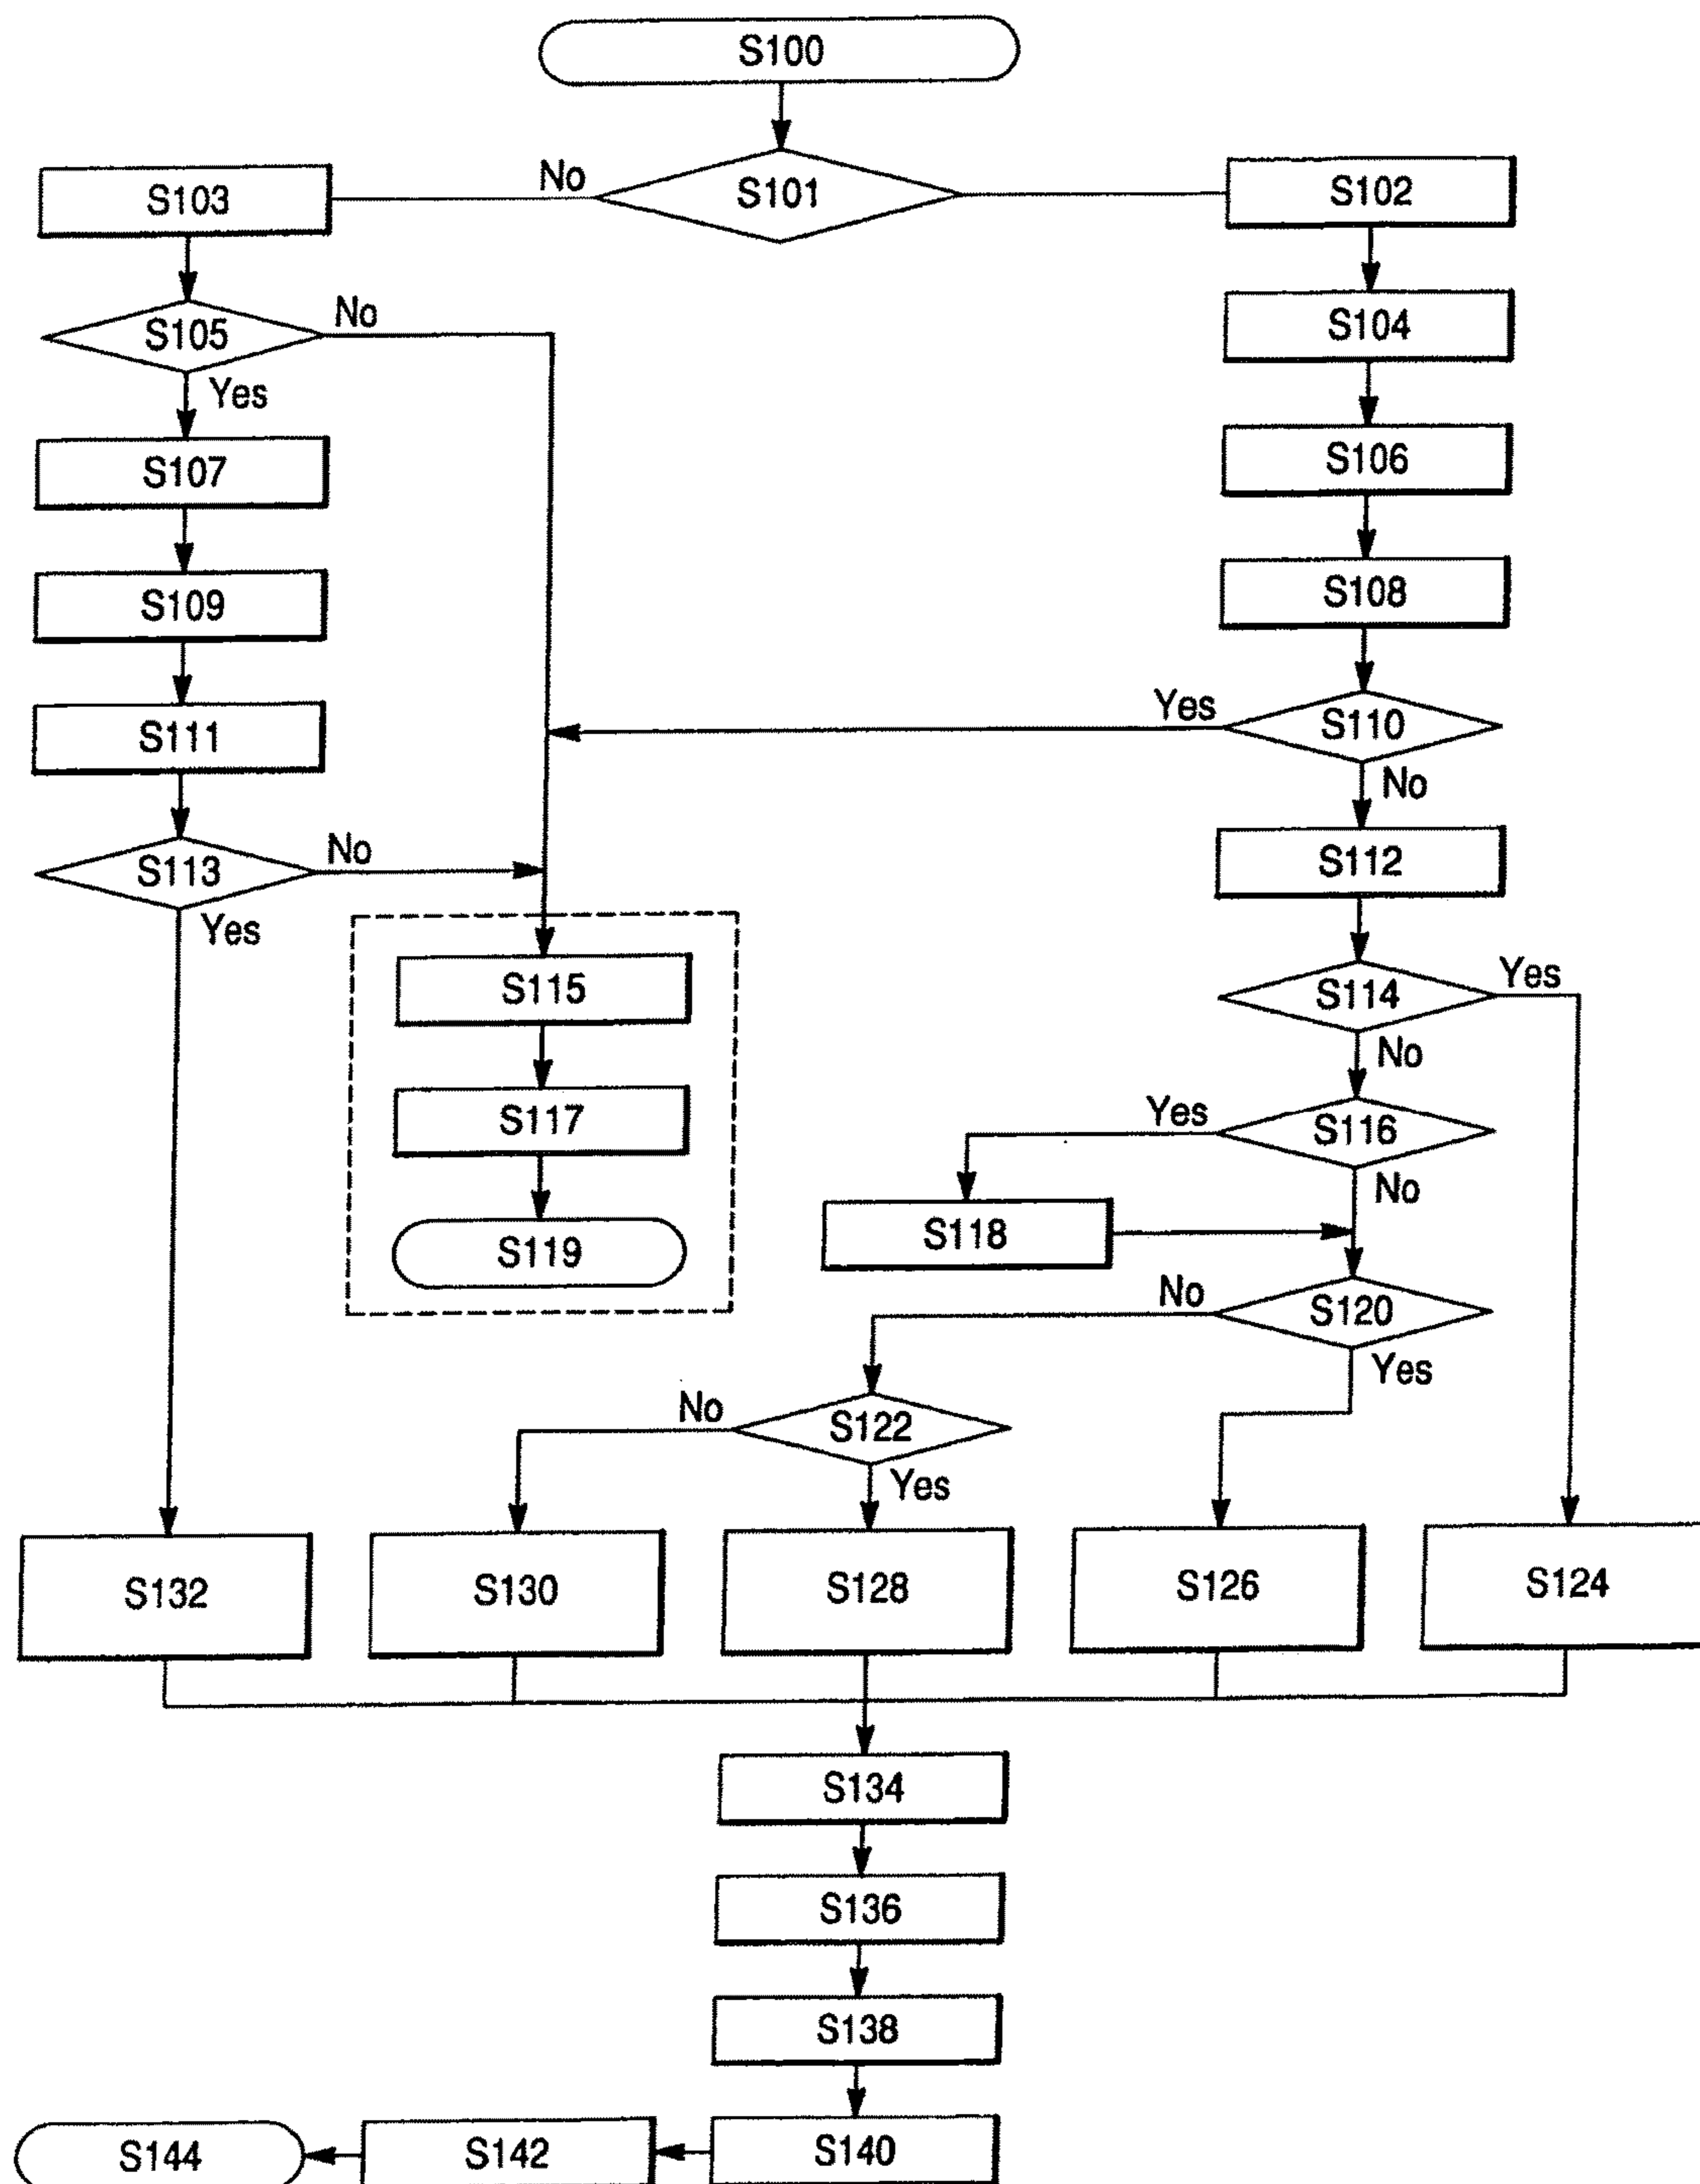 S100
No
S101
S103
S102
S105
No
S104
Yes
S107
S106
S109
S108
S111
Yes
S110
No
S113
No
S112
Yes
S115
S114
Yes
No
S117
Yes
S116
No
S118
S119
No
S120
Yes
No
S122
Yes
S132
S130
S128
S126
S124
S134
S136
S138
S144
S142
S140